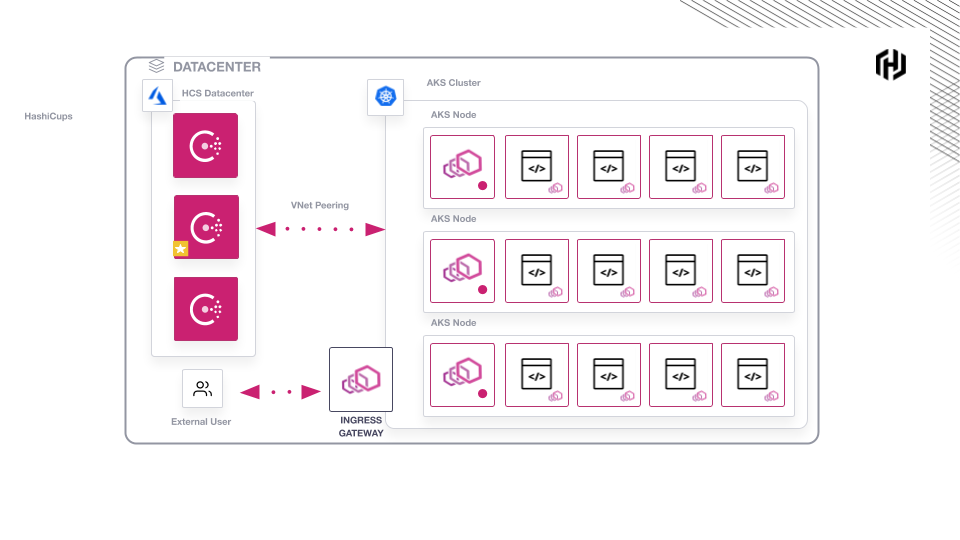 DATACENTER
HCS Datacenter
AKS Cluster
HashiCups
AKS Node
</>
</>
</>
</>
VNet Peering
AKS Node
</>
</>
</>
</>
AKS Node
</>
</>
</>
</>
External User
INGRESS
GATEWAY